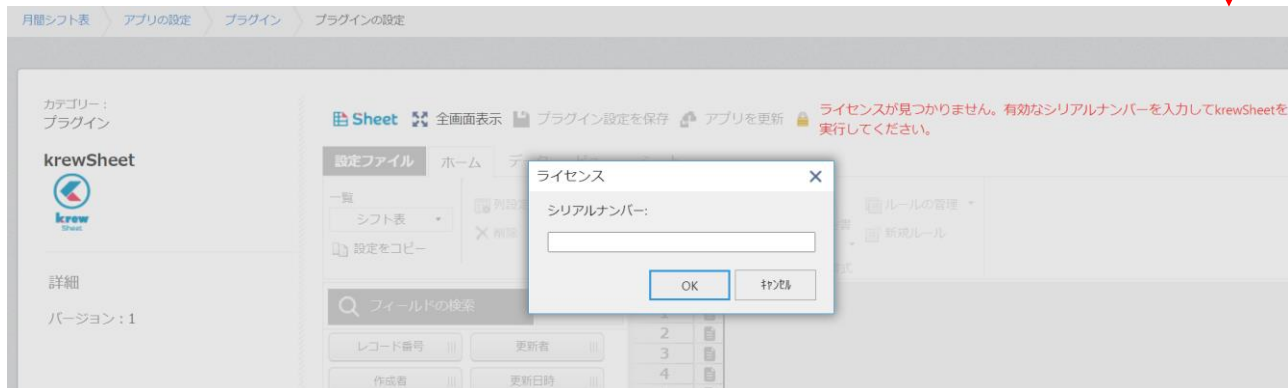 月間シフト表 アプリの設定 プラグイン プラグインの設定
カテゴリー：
プラグイン
krewSheet
krew
Sheet
詳細
バージョン : 1
Sheet 全画面表示 プラグイン設定を保存 アプリを更新
ライセンスが見つかりません。有効なシリアルナンバーを入力してkrewSheetを
実行してください。
設定ファイル ホーム
一覧
シフト表
設定をコピー
列設定
削除
ルールの管理
新規ルール
ライセンス
シリアルナンバー:
OK ｷｬﾝｾﾙ
フィールドの検索
レコード番号 更新者
作成者 更新日時
1
2
3
4